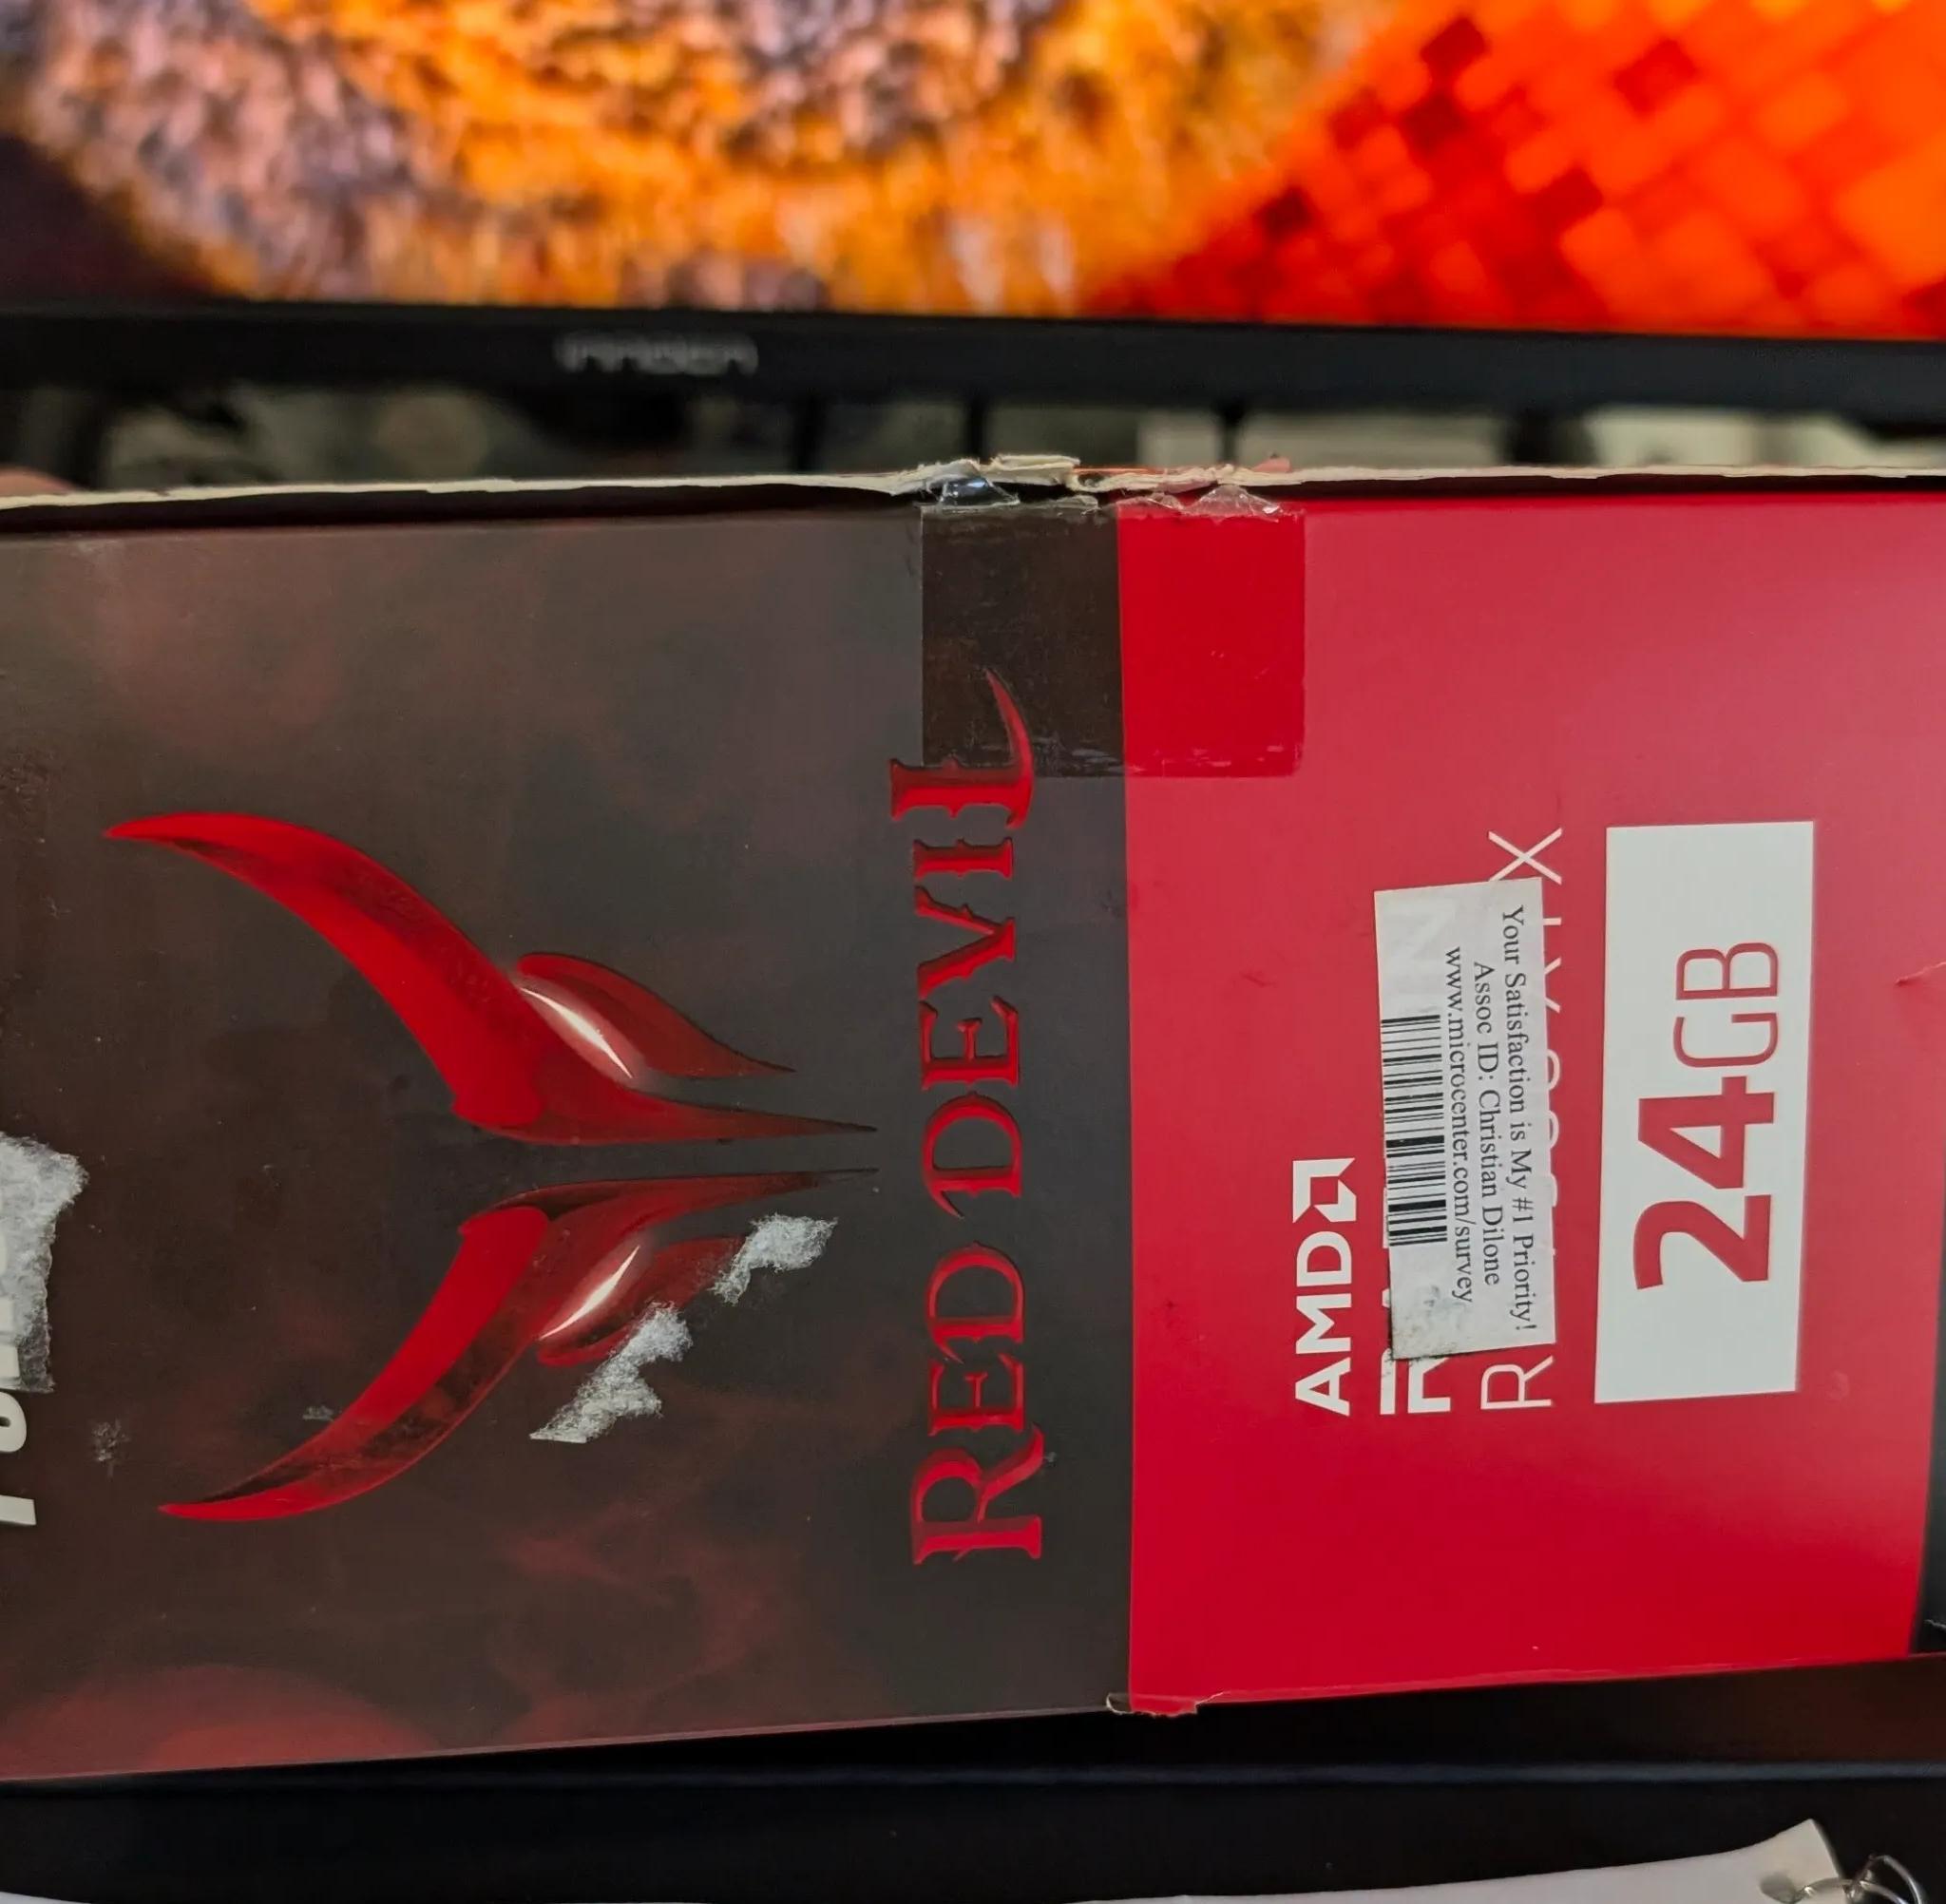 RED DEVIL
AMD
24GB
Your Satisfaction is My #1 Priority!
Assoc ID: Christian Dilone
www.microcenter.com/survey